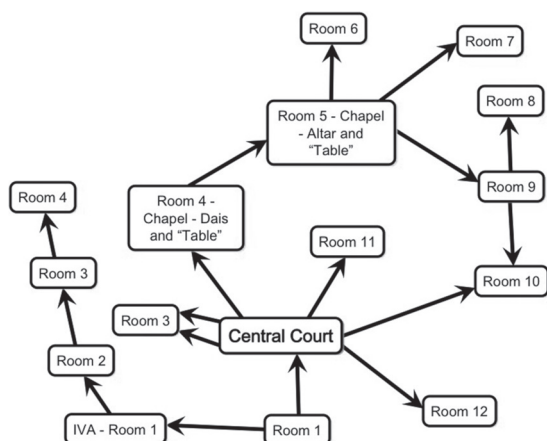 Room 6
Room 7
Room 5 - Chapel
- Altar and
“Table”
Room 8
Room 9
Room 4
Room 4 -
Chapel - Dais
and “Table”
Room 11
Room 3
Room 10
Room 3
Central Court
Room 2
Room 12
IVA - Room 1
Room 1